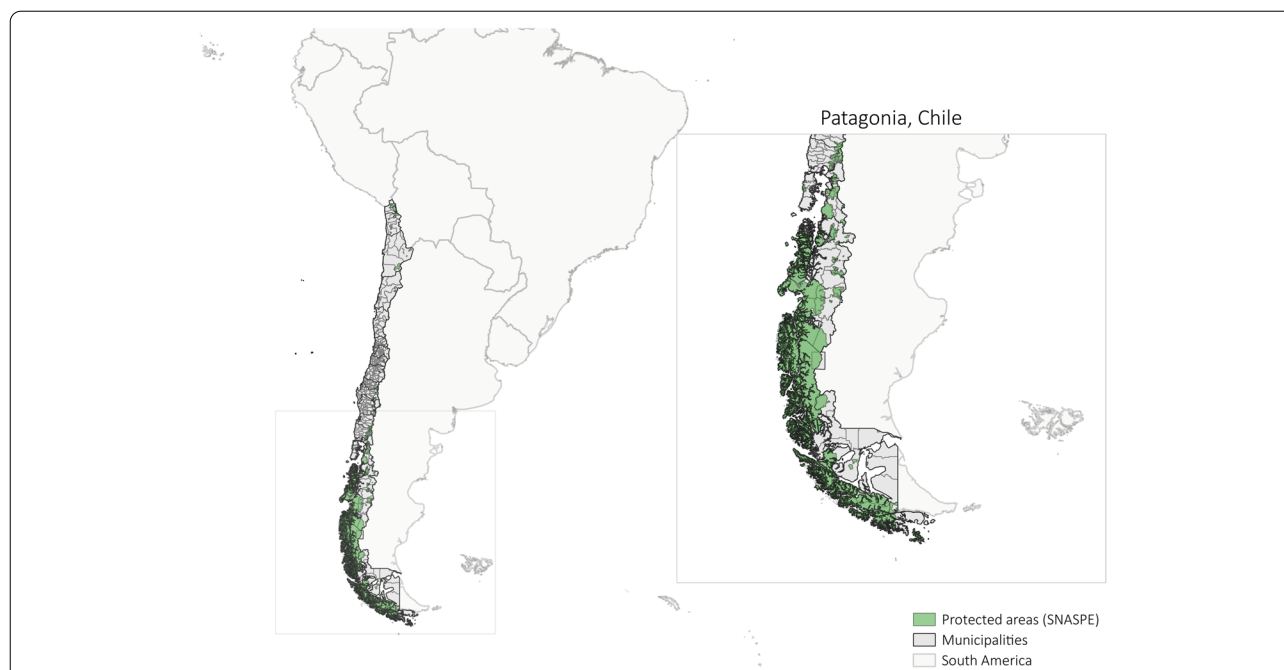 Patagonia, Chile
Protected areas (SNASPE)
Municipalities
South America